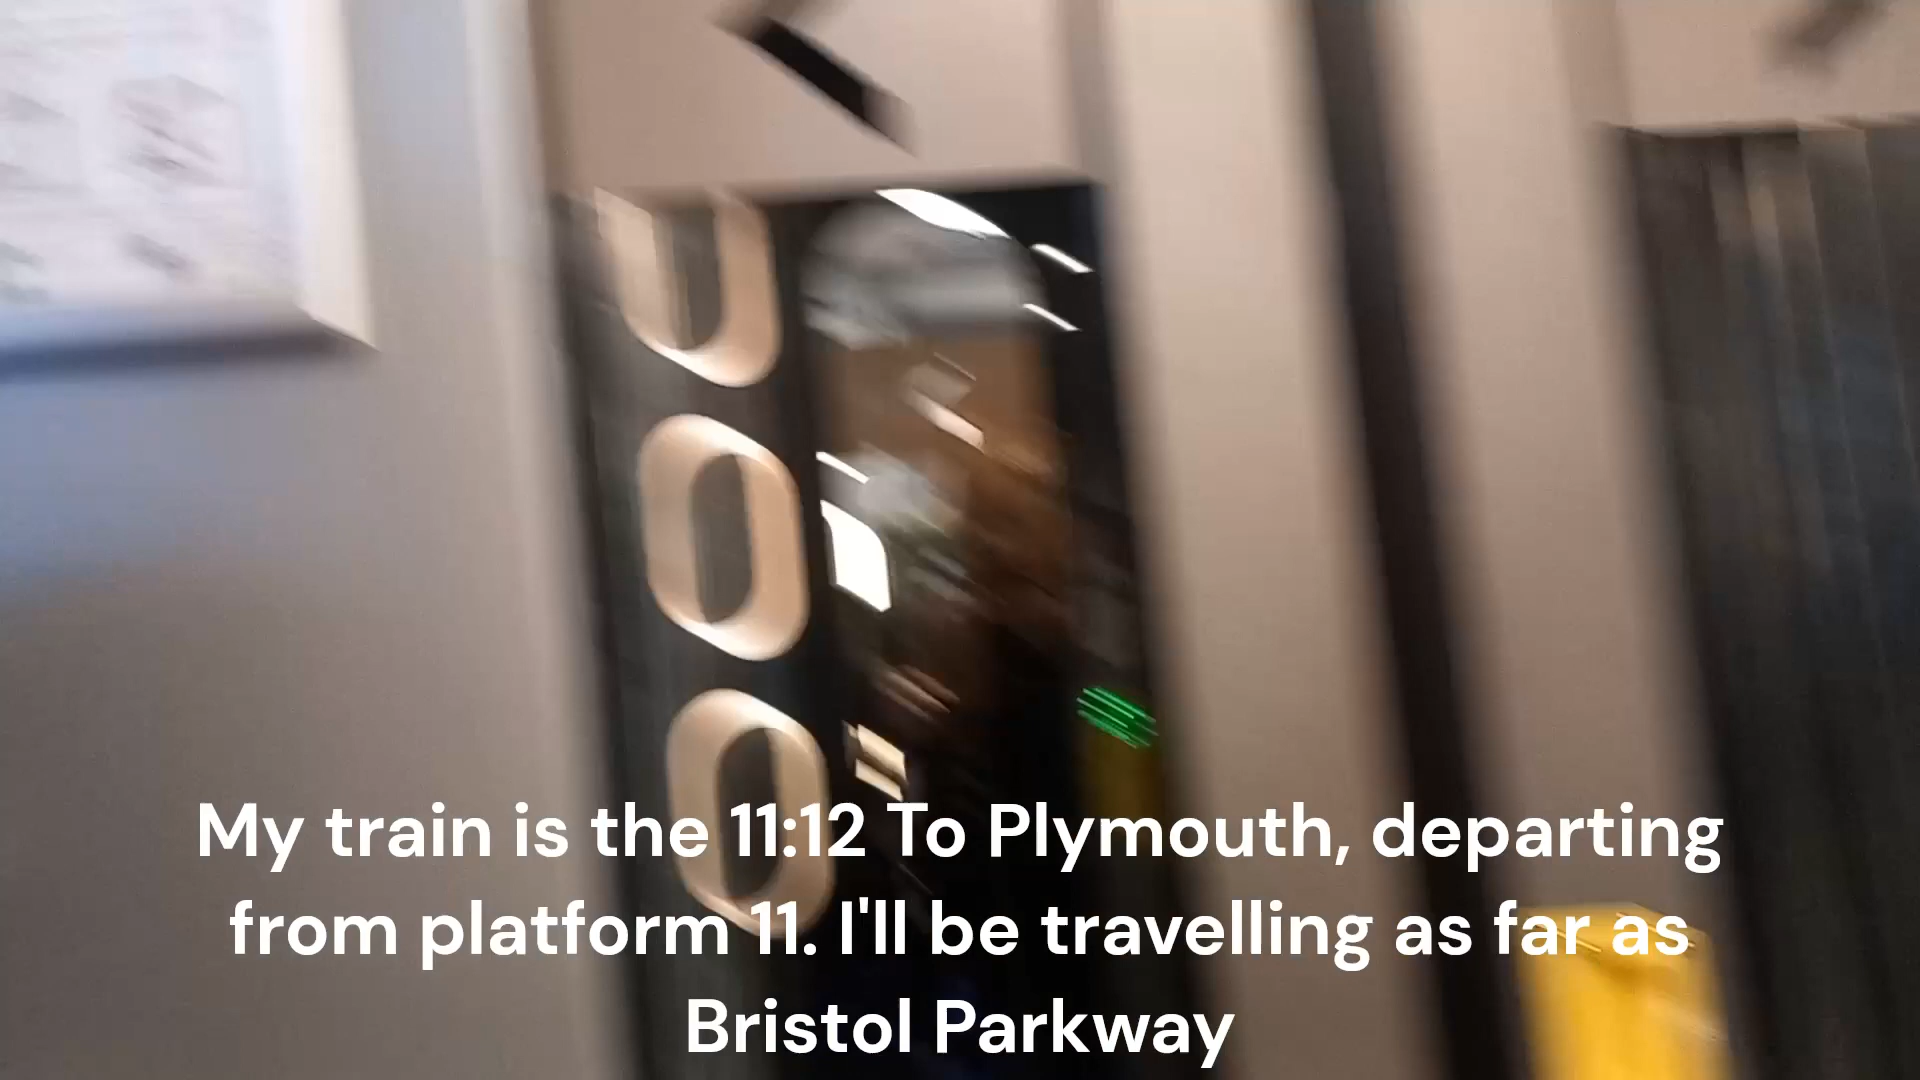 My train is the 11:12 To Plymouth, departing
from platform 11. I'll be travelling as far as
Bristol Parkway